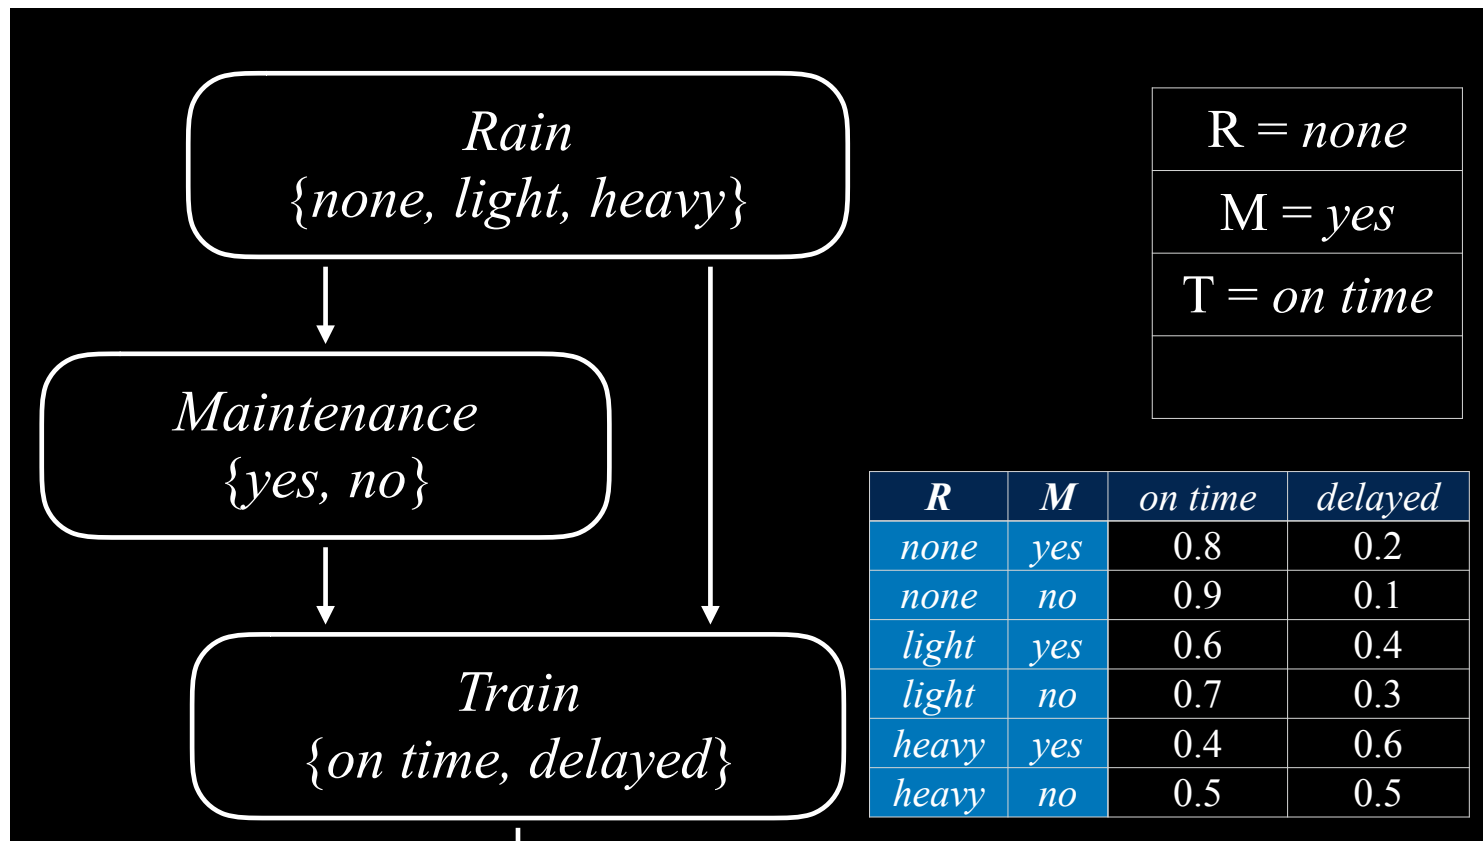 Rain
{none, light, heavy}
R = none
M = yes
T = on time
Maintenance
{yes, no}
Train
{on time, delayed}
R M on time delayed
none yes 0.8 0.2
none no 0.9 0.1
light yes 0.6 0.4
light no 0.7 0.3
heavy yes 0.4 0.6
heavy no 0.5 0.5